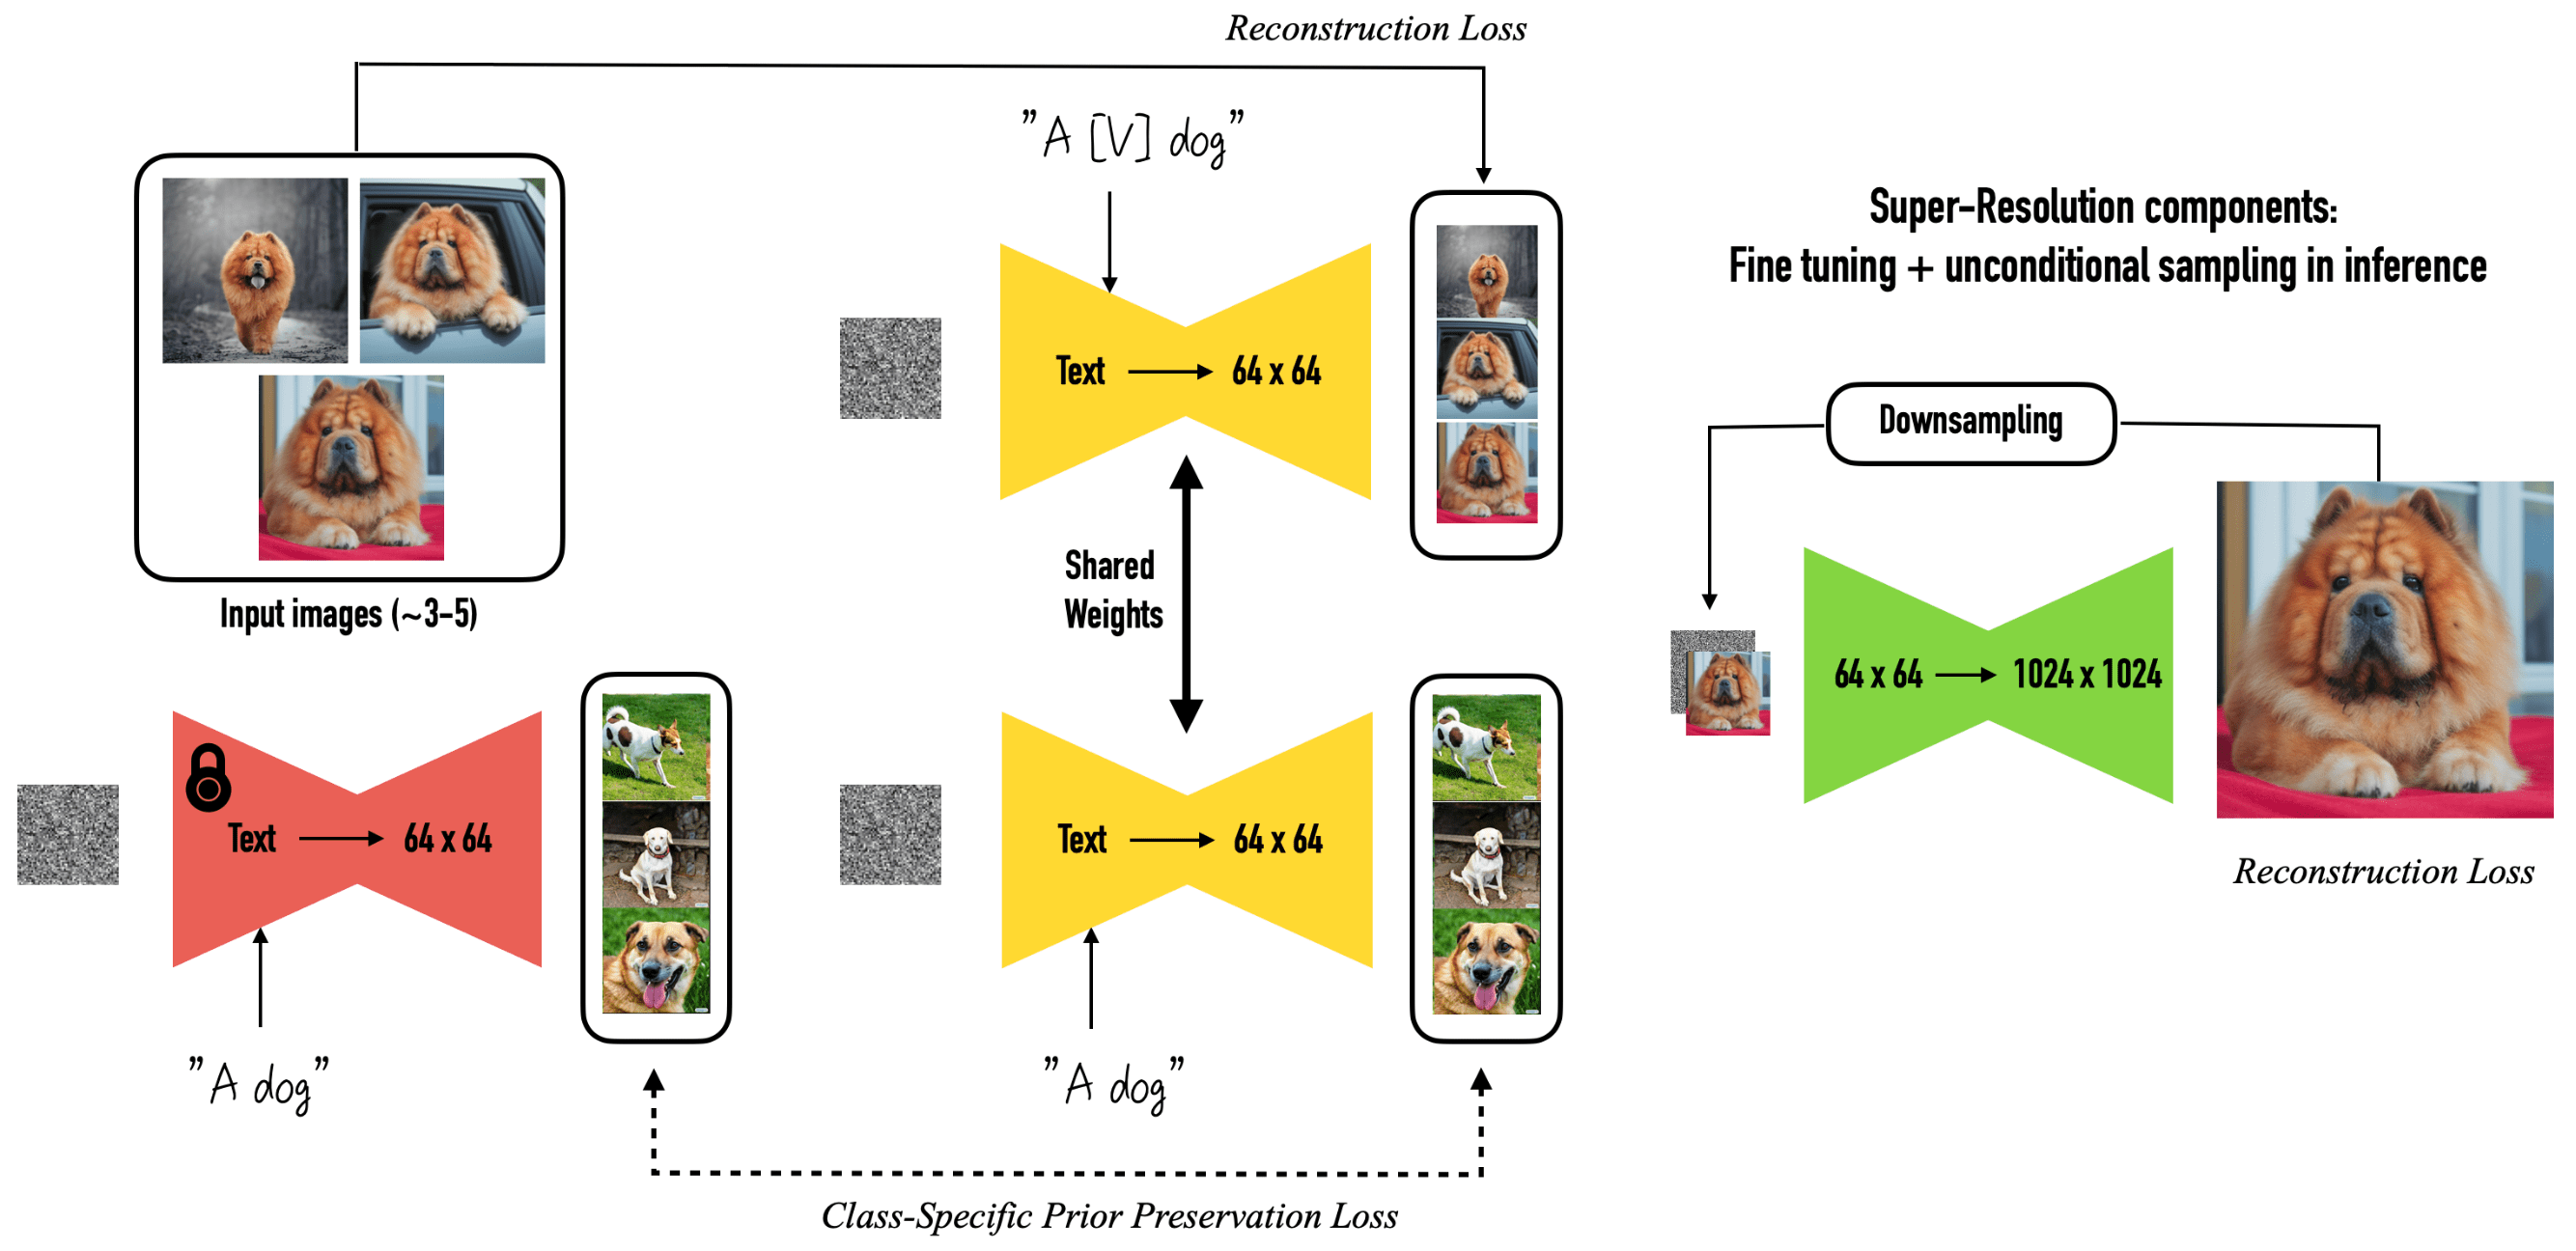 Reconstruction Loss
”A [V] dog”
Text → 64 x 64
Input images (~3–5)
Shared
Weights
Text → 64 x 64
”A dog”
Text → 64 x 64
”A dog”
Class-Specific Prior Preservation Loss
Super-Resolution components:
Fine tuning + unconditional sampling in inference
Downsampling
64 x 64 → 1024 x 1024
Reconstruction Loss